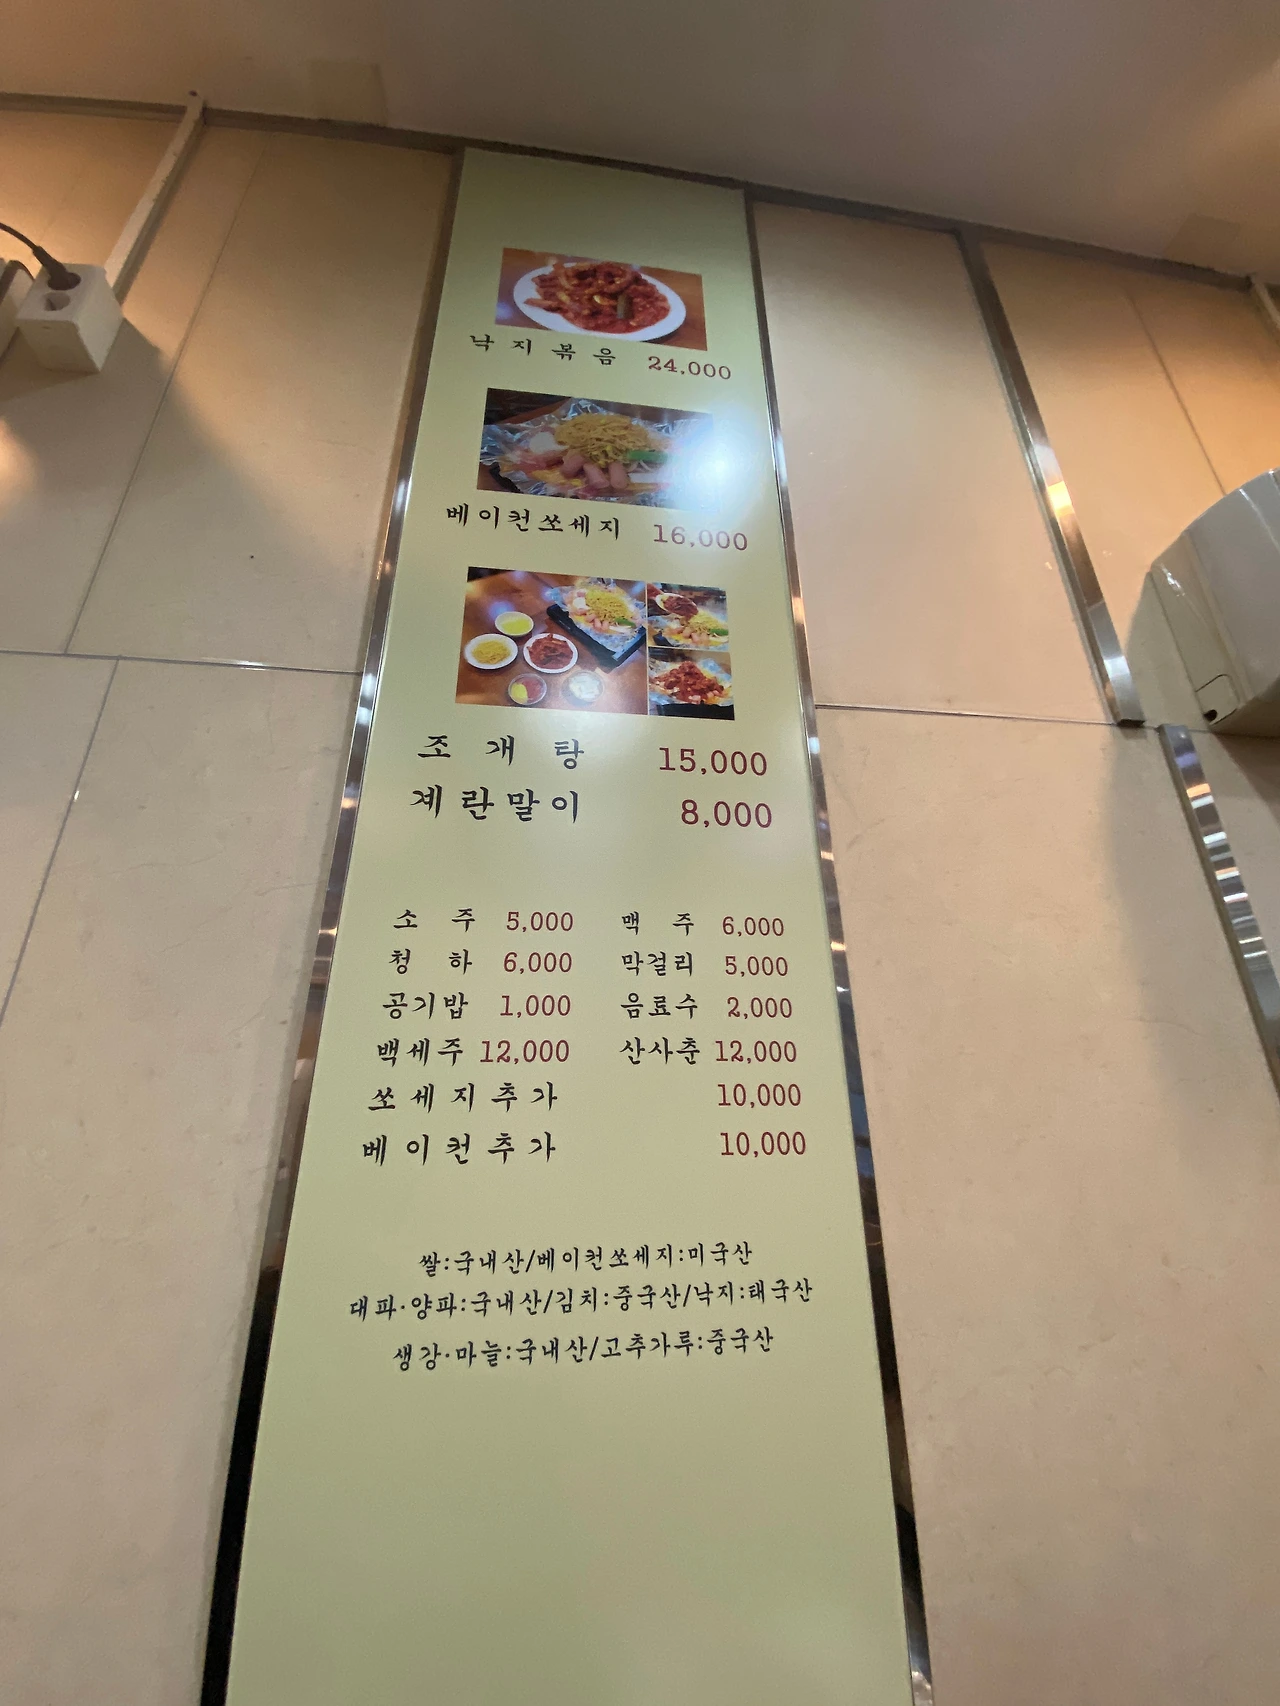 낙지볶음 24,000
베이컨쏘세지 16,000
조개탕 15,000
계란말이 8,000
소주 5,000 맥주 6,000
청하 6,000 막걸리 5,000
공기밥 1,000 음료수 2,000
백세주 12,000 산사춘 12,000
쏘세지추가 10,000
베이컨추가 10,000
쌀:국내산/베이컨쏘세지:미국산
대파·양파:국내산/김치:중국산/낙지:태국산
생강·마늘:국내산/고추가루:중국산